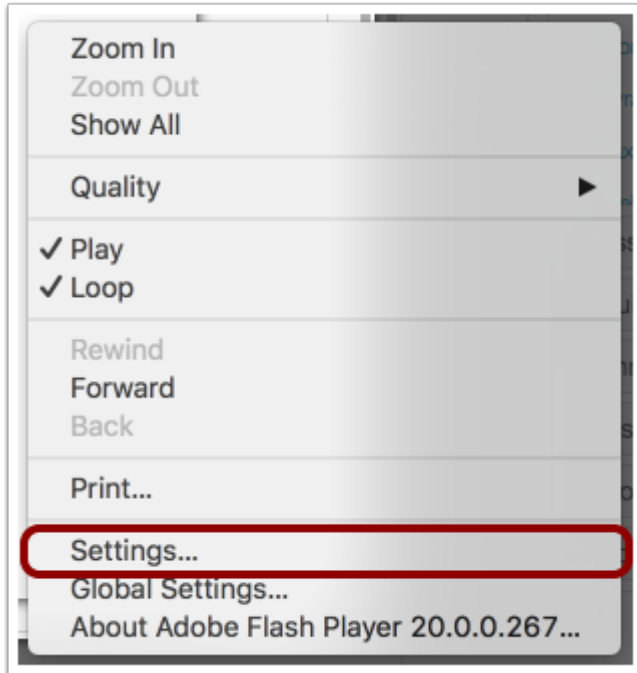 Zoom In
Zoom Out
Show All
Quality
Play
Loop
Rewind
Forward
Back
Print...
Settings...
Global Settings...
About Adobe Flash Player 20.0.0.267...